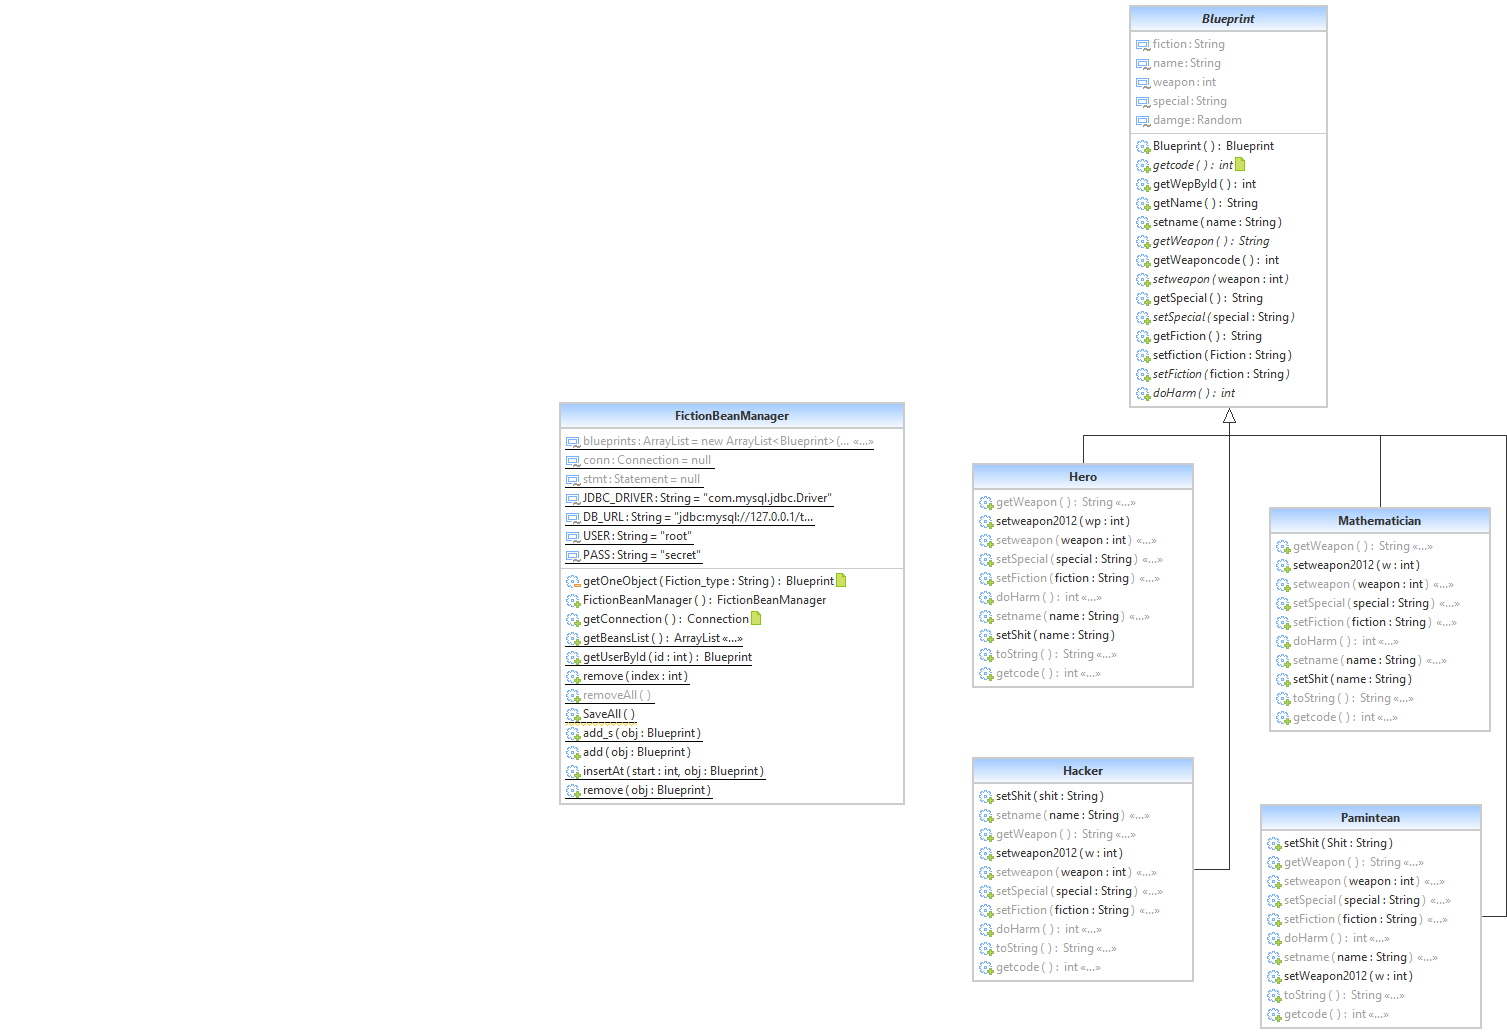 Blueprint
fiction : String
name : String
weapon : int
special : String
damge : Random
Blueprint ( ) : Blueprint
getcode ( ) : int
getWepById ( ) : int
getName ( ) : String
setname ( name : String )
getWeapon ( ) : String
getWeaponcode ( ) : int
setweapon ( weapon : int )
getSpecial ( ) : String
setSpecial ( special : String )
getFiction ( ) : String
setfiction ( Fiction : String )
setFiction ( fiction : String )
doHarm ( ) : int
FictionBeanManager
blueprints : ArrayList = new ArrayList<Blueprint>(... «...»
conn : Connection = null
stmt : Statement = null
JDBC_DRIVER : String = "com.mysql.jdbc.Driver"
DB_URL : String = "jdbc:mysql://127.0.0.1/t...
USER : String = "root"
PASS : String = "secret"
getOneObject ( Fiction_type : String ) : Blueprint
FictionBeanManager ( ) : FictionBeanManager
getConnection ( ) : Connection
getBeansList ( ) : ArrayList «...»
getUserById ( id : int ) : Blueprint
remove ( index : int )
removeAll ( )
SaveAll ( )
add_s ( obj : Blueprint )
add ( obj : Blueprint )
insertAt ( start : int, obj : Blueprint )
remove ( obj : Blueprint )
Hero
getWeapon ( ) : String «...»
setweapon2012 ( wp : int )
setweapon ( weapon : int ) «...»
setSpecial ( special : String ) «...»
setFiction ( fiction : String ) «...»
doHarm ( ) : int «...»
setname ( name : String ) «...»
setShit ( name : String )
toString ( ) : String «...»
getcode ( ) : int «...»
Mathematician
getWeapon ( ) : String «...»
setweapon2012 ( w : int )
setweapon ( weapon : int ) «...»
setSpecial ( special : String ) «...»
setFiction ( fiction : String ) «...»
doHarm ( ) : int «...»
setname ( name : String ) «...»
setShit ( name : String )
toString ( ) : String «...»
getcode ( ) : int «...»
Hacker
setShit ( shit : String )
setname ( name : String ) «...»
getWeapon ( ) : String «...»
setweapon2012 ( w : int )
setweapon ( weapon : int ) «...»
setSpecial ( special : String ) «...»
setFiction ( fiction : String ) «...»
doHarm ( ) : int «...»
toString ( ) : String «...»
getcode ( ) : int «...»
Pamintean
setShit ( Shit : String )
getWeapon ( ) : String «...»
setweapon ( weapon : int ) «...»
setSpecial ( special : String ) «...»
setFiction ( fiction : String ) «...»
doHarm ( ) : int «...»
setname ( name : String ) «...»
setWeapon2012 ( w : int )
toString ( ) : String «...»
getcode ( ) : int «...»